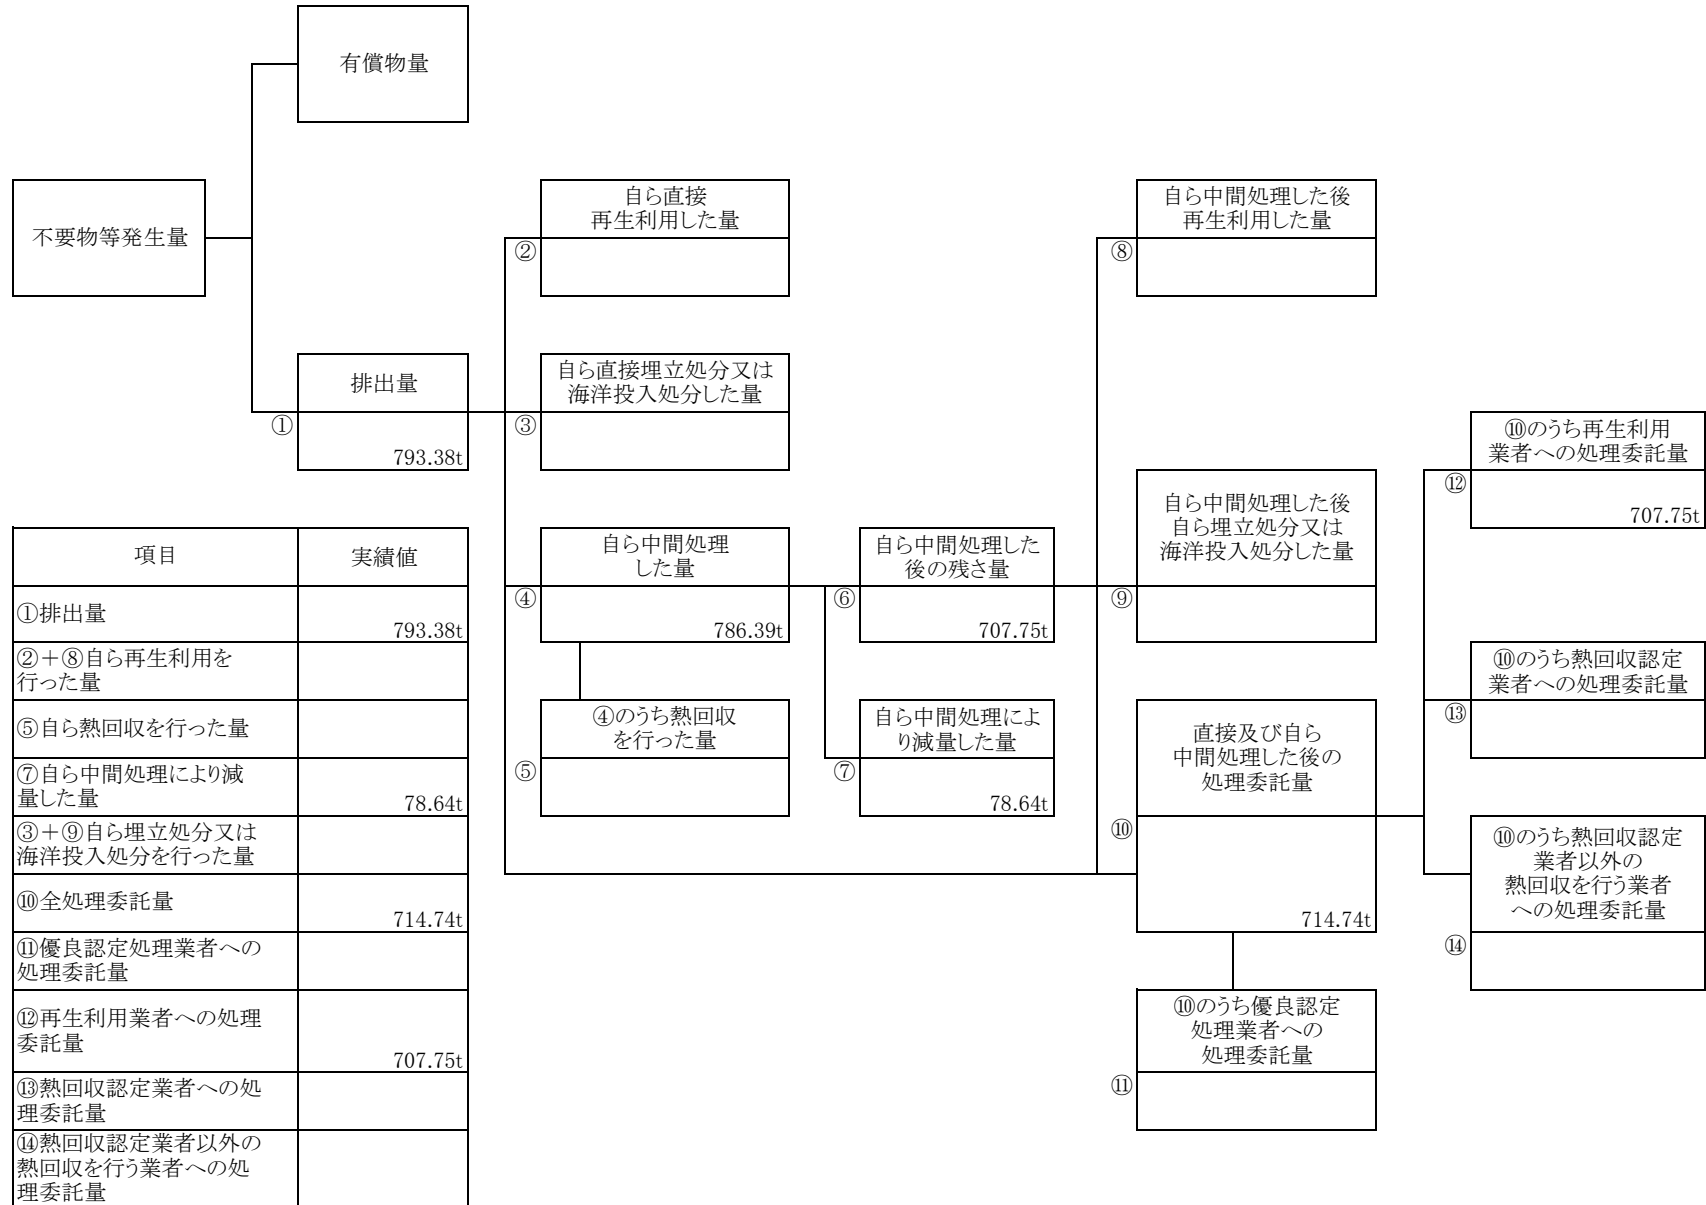 有償物量
不要物等発生量
自ら直接
再生利用した量
②
自ら中間処理した後
再生利用した量
⑧
排出量
①
793.38t
自ら直接埋立処分又は
海洋投入処分した量
③
⑩のうち再生利用
業者への処理委託量
⑫
707.75t
自ら中間処理
した量
④
786.39t
自ら中間処理した
後の残さ量
⑥
707.75t
自ら中間処理した後
自ら埋立処分又は
海洋投入処分した量
⑨
⑩のうち熱回収認定
業者への処理委託量
⑬
④のうち熱回収
を行った量
⑤
自ら中間処理によ
り減量した量
⑦
78.64t
直接及び自ら
中間処理した後の
処理委託量
⑩
714.74t
⑩のうち熱回収認定
業者以外の
熱回収を行う業者
への処理委託量
⑭
⑩のうち優良認定
処理業者への
処理委託量
⑪
項目 実績値
①排出量
793.38t
②+⑧自ら再生利用を
行った量
⑤自ら熱回収を行った量
⑦自ら中間処理により減
量した量 78.64t
③+⑨自ら埋立処分又は
海洋投入処分を行った量
⑩全処理委託量
714.74t
⑪優良認定処理業者への
処理委託量
⑫再生利用業者への処理
委託量
707.75t
⑬熱回収認定業者への処
理委託量
⑭熱回収認定業者以外の
熱回収を行う業者への処
理委託量